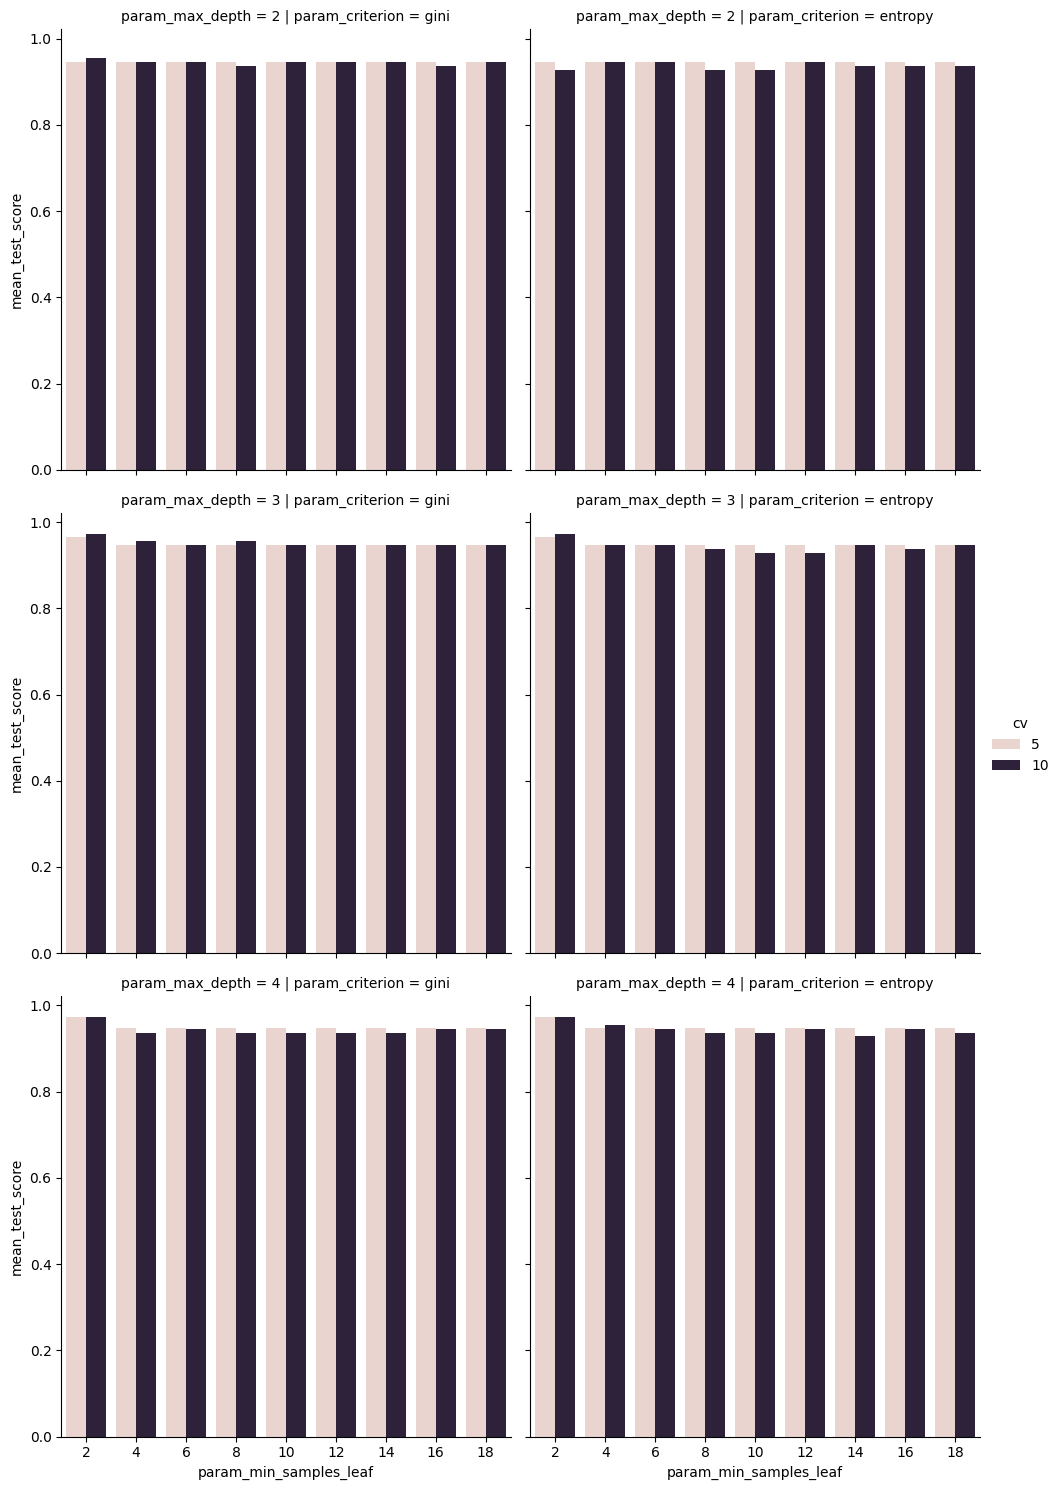 param_max_depth = 2 | param_criterion = gini
param_max_depth = 2 | param_criterion = entropy
1.0
0.8
0.6
0.4
0.2
0.0
mean_test_score
param_max_depth = 3 | param_criterion = gini
param_max_depth = 3 | param_criterion = entropy
1.0
0.8
0.6
0.4
0.2
0.0
mean_test_score
cv
5
10
param_max_depth = 4 | param_criterion = gini
param_max_depth = 4 | param_criterion = entropy
1.0
0.8
0.6
0.4
0.2
0.0
mean_test_score
2 4 6 8 10 12 14 16 18
param_min_samples_leaf
2 4 6 8 10 12 14 16 18
param_min_samples_leaf